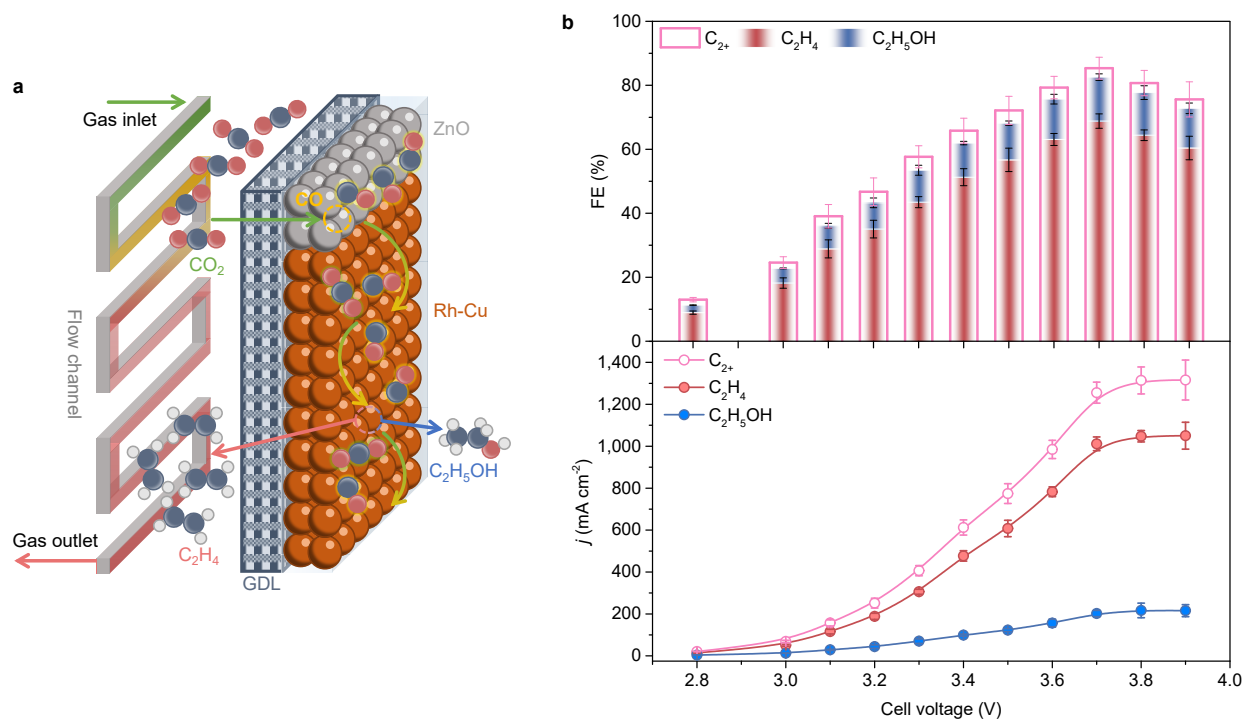 a
Gas inlet
ZnO
CO
CO₂
Rh-Cu
Flow channel
C₂H₅OH
Gas outlet
C₂H₄
GDL
b
C₂₊ C₂H₄ C₂H₅OH
100
80
60
40
20
0
FE (%)
C₂₊
C₂H₄
C₂H₅OH
1,400
1,200
1,000
800
600
400
200
0
j (mA cm⁻²)
2.8 3.0 3.2 3.4 3.6 3.8 4.0
Cell voltage (V)